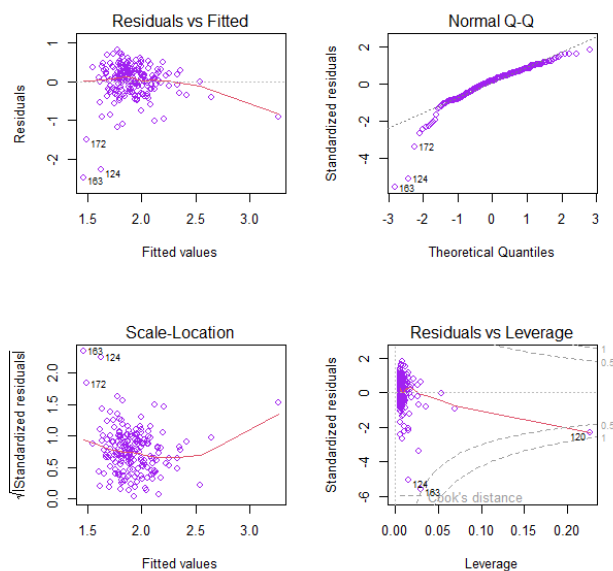 Residuals vs Fitted
Residuals
1
0
-1
-2
172
124
163
1.5 2.0 2.5 3.0
Fitted values
Normal Q-Q
Standardized residuals
2
0
-2
-4
172
124
163
-3 -2 -1 0 1 2 3
Theoretical Quantiles
Scale-Location
√|Standardized residuals|
2.0
1.5
1.0
0.5
0.0
163
124
172
1.5 2.0 2.5 3.0
Fitted values
Residuals vs Leverage
Standardized residuals
2
0
-2
-4
-6
1
0.5
0.5
1
120
124
163
Cook's distance
0.00 0.05 0.10 0.15 0.20
Leverage